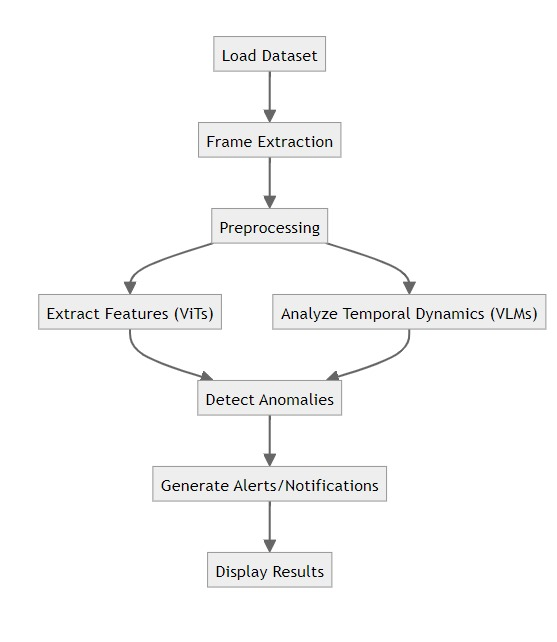 Load Dataset
Frame Extraction
Preprocessing
Extract Features (ViTs)
Analyze Temporal Dynamics (VLMs)
Detect Anomalies
Generate Alerts/Notifications
Display Results